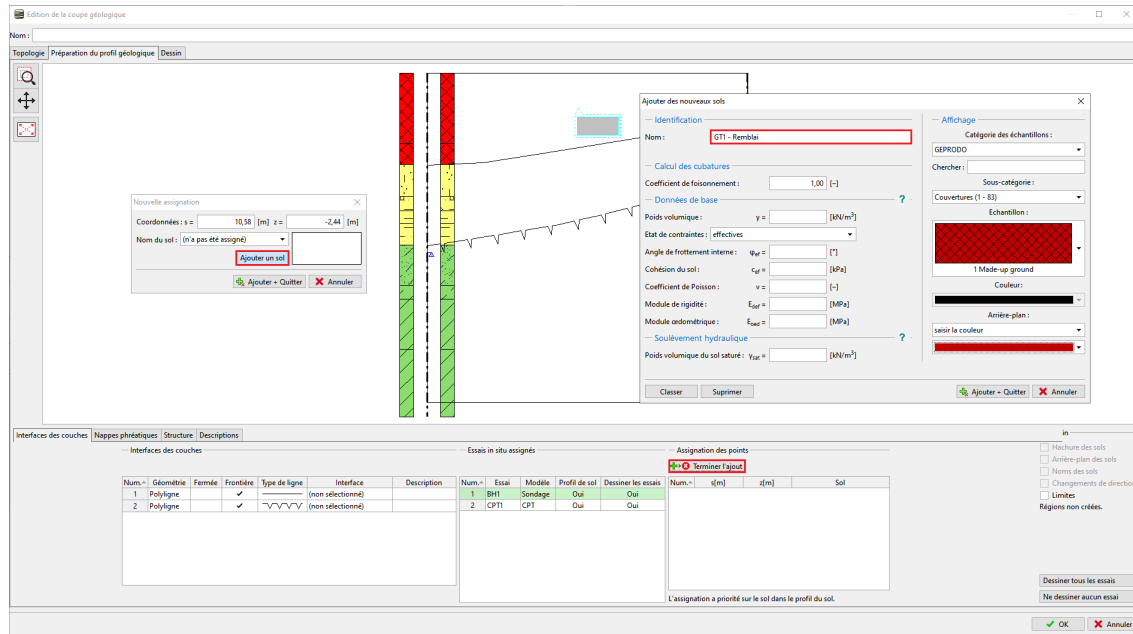 Edition de la coupe géologique
Nom :
Topologie Préparation du profil géologique Dessin
Nouvelle assignation
Coordonnées : s = 10,58 [m] z = -2,44 [m]
Nom du sol : (n'a pas été assigné)
Ajouter un sol
Ajouter + Quitter Annuler
Ajouter des nouveaux sols
Identification
Nom : GT1 - Remblai
Calcul des cubatures
Coefficient de foisonnement : 1,00 [–]
Données de base ?
Poids volumique : γ = [kN/m³]
Etat de contraintes : effectives
Angle de frottement interne : φef = [°]
Cohésion du sol : cef = [kPa]
Coefficient de Poisson : ν = [–]
Module de rigidité : Edef = [MPa]
Module œdométrique : Eoed = [MPa]
Soulèvement hydraulique ?
Poids volumique du sol saturé : γsat = [kN/m³]
Classer Suprimer
Affichage
Catégorie des échantillons :
GEPRODO
Chercher :
Sous-catégorie :
Couvertures (1 - 83)
Echantillon :
1 Made-up ground
Couleur:
Arrière-plan :
saisir la couleur
Ajouter + Quitter Annuler
Interfaces des couches Nappes phréatiques Structure Descriptions
Interfaces des couches
Num. Géométrie Fermée Frontière Type de ligne Interface Description
1 Polyligne (non sélectionné)
2 Polyligne (non sélectionné)
Essais in situ assignés
Num. Essai Modèle Profil de sol Dessiner les essais
1 BH1 Sondage Oui Oui
2 CPT1 CPT Oui Oui
Assignation des points
Terminer l'ajout
Num. s[m] z[m] Sol
L'assignation a priorité sur le sol dans le profil du sol.
in
Hachure des sols
Arrière-plan des sols
Noms des sols
Changements de direction
Limites
Régions non créées.
Dessiner tous les essais
Ne dessiner aucun essai
OK Annuler